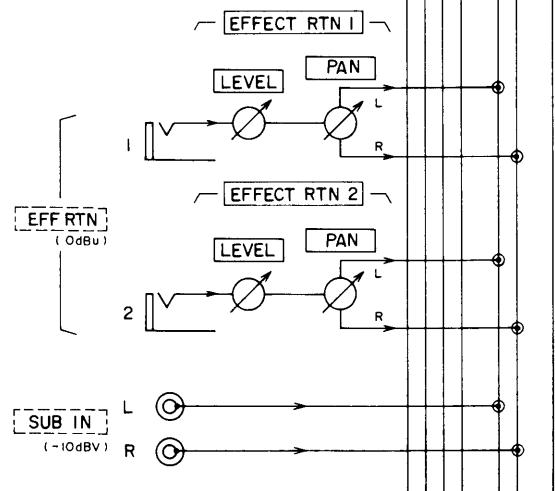 EFFECT RTN 1
LEVEL
PAN
L
R
1
EFF RTN
(0dBu)
EFFECT RTN 2
LEVEL
PAN
L
R
2
SUB IN
(-10dBV)
L
R